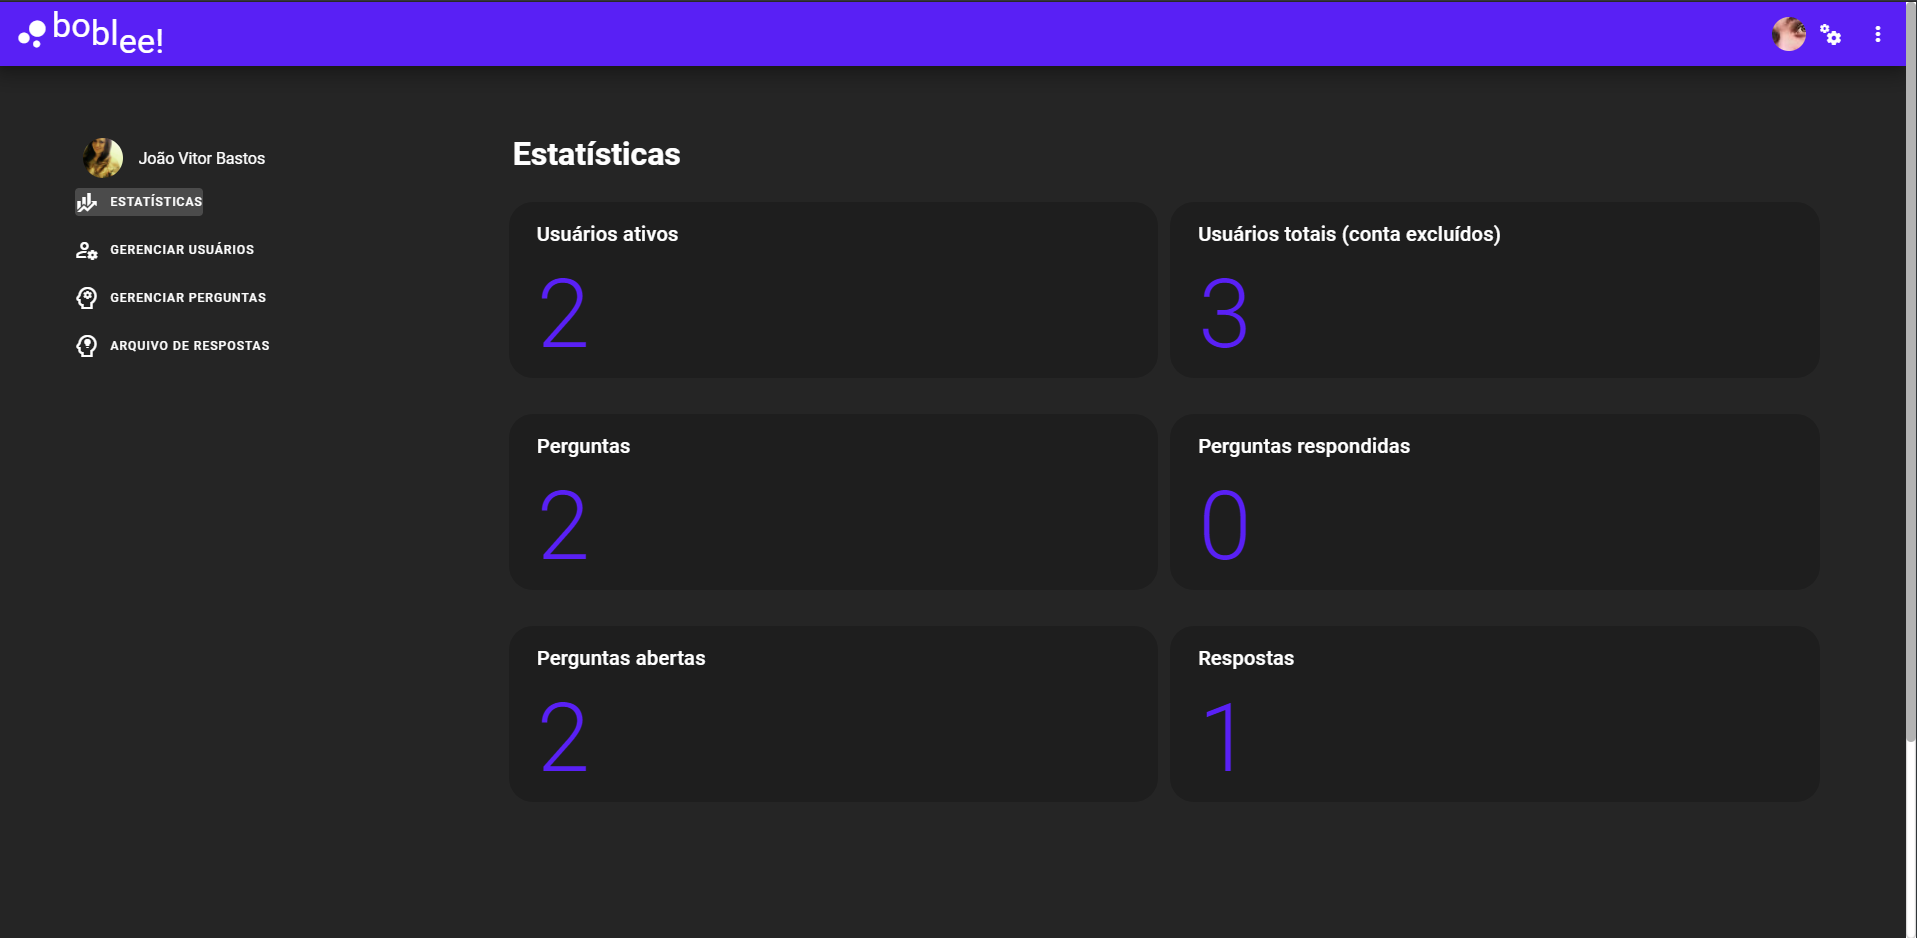 boblee!
João Vitor Bastos
ESTATÍSTICAS
GERENCIAR USUÁRIOS
GERENCIAR PERGUNTAS
ARQUIVO DE RESPOSTAS
Estatísticas
Usuários ativos
2
Usuários totais (conta excluídos)
3
Perguntas
2
Perguntas respondidas
0
Perguntas abertas
2
Respostas
1